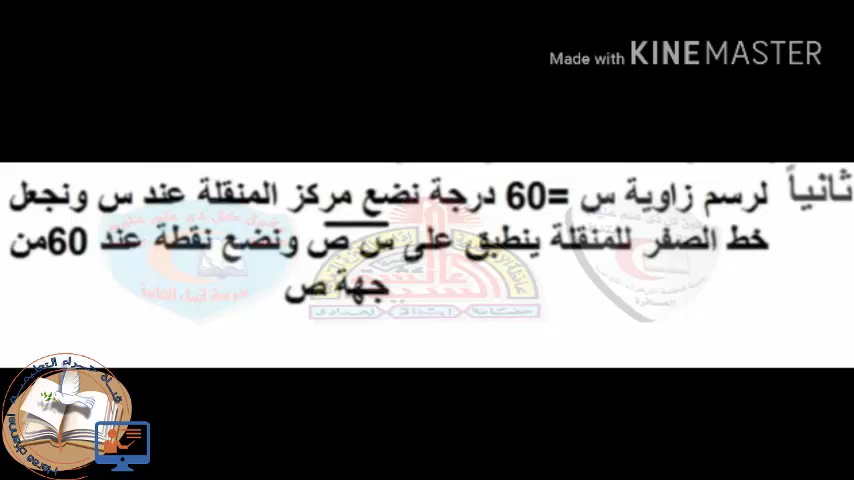 Made with KINEMASTER
ثانياً لرسم زاوية س =60 درجة نضع مركز المنقلة عند س ونجعل
خط الصفر للمنقلة ينطبق على س ص ونضع نقطة عند 60من
جهة ص